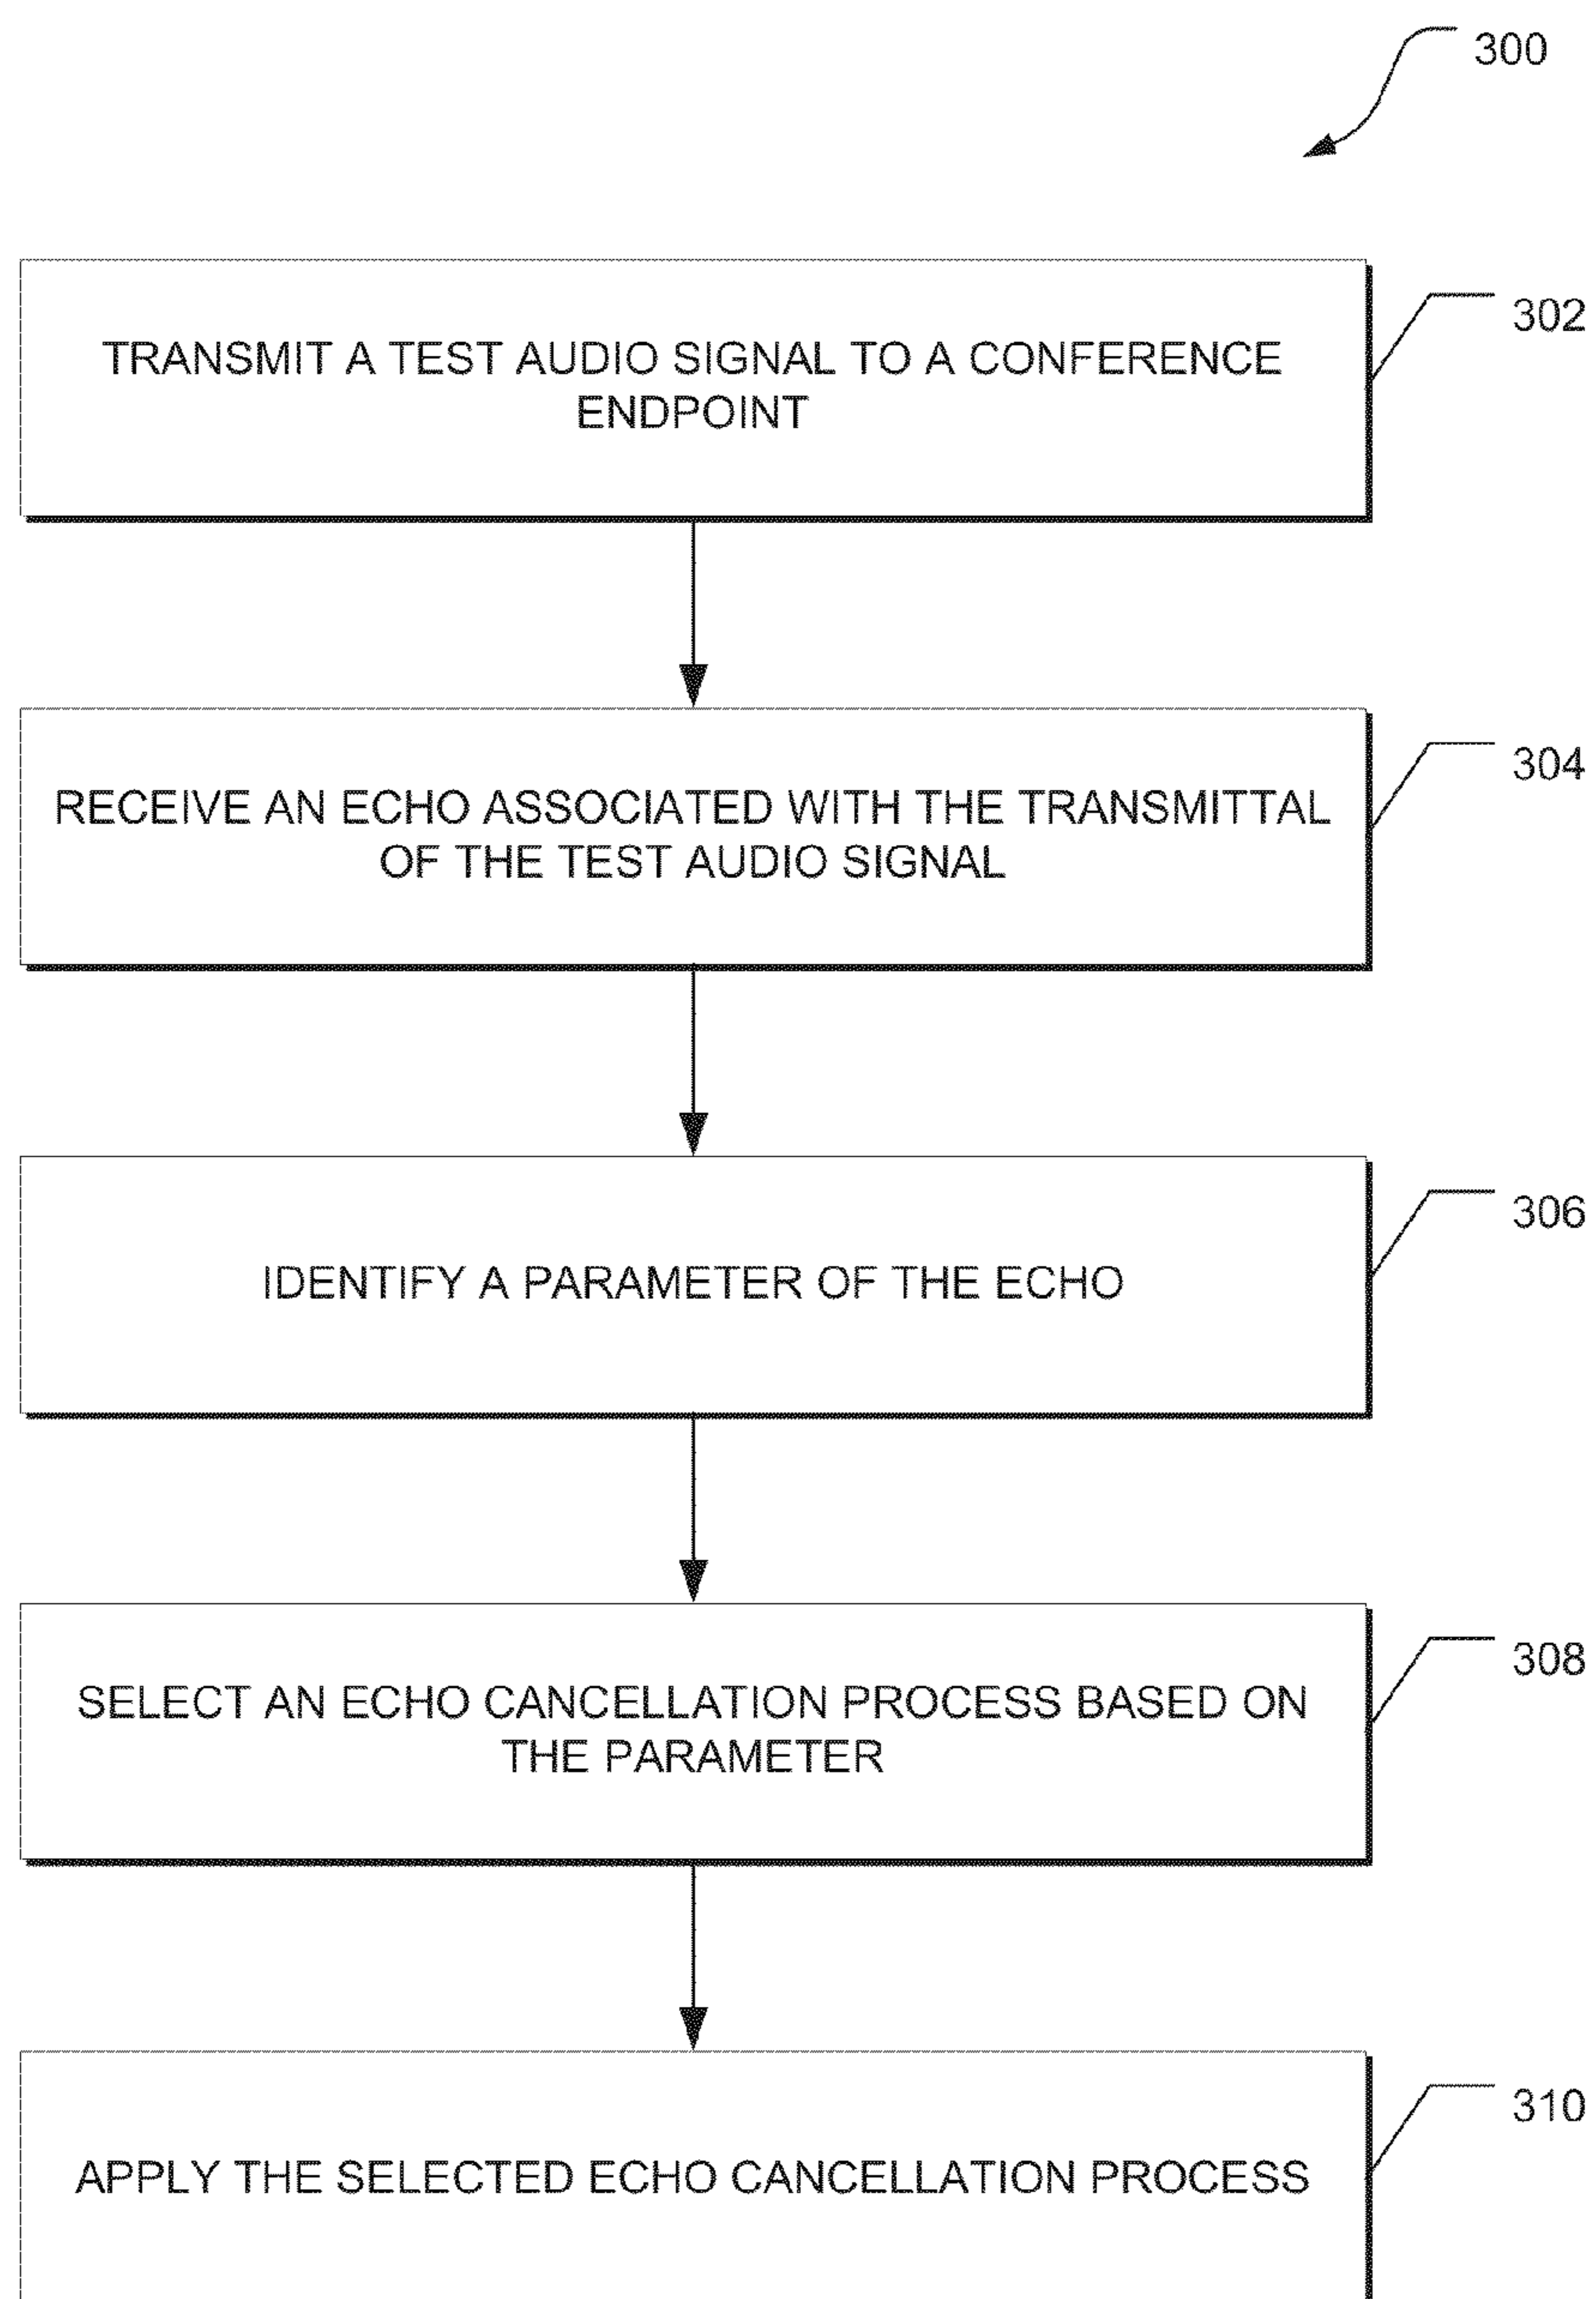 300
302
TRANSMIT A TEST AUDIO SIGNAL TO A CONFERENCE
ENDPOINT
304
RECEIVE AN ECHO ASSOCIATED WITH THE TRANSMITTAL
OF THE TEST AUDIO SIGNAL
306
IDENTIFY A PARAMETER OF THE ECHO
308
SELECT AN ECHO CANCELLATION PROCESS BASED ON
THE PARAMETER
310
APPLY THE SELECTED ECHO CANCELLATION PROCESS